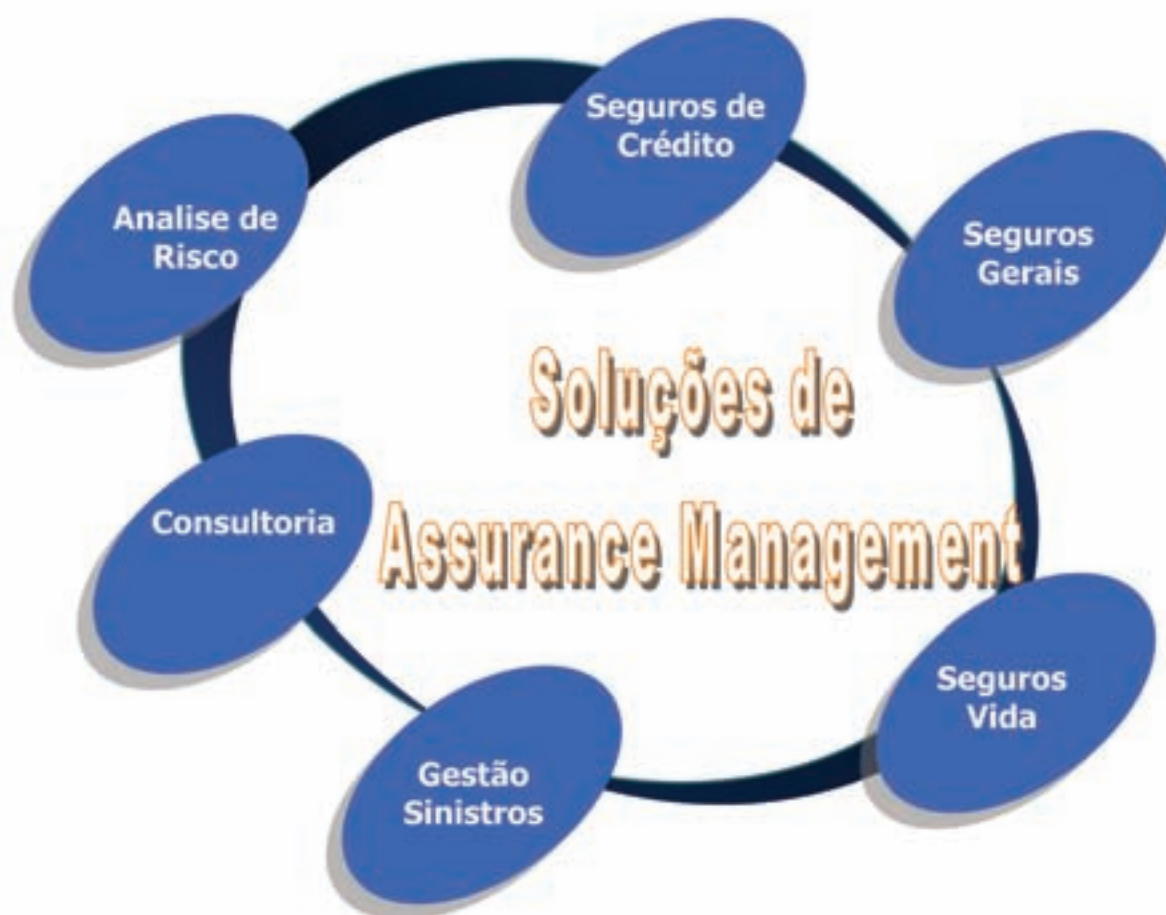 Seguros de
Crédito
Analise de
Risco
Seguros
Gerais
Soluções de
Assurance Management
Consultoria
Seguros
Vida
Gestão
Sinistros